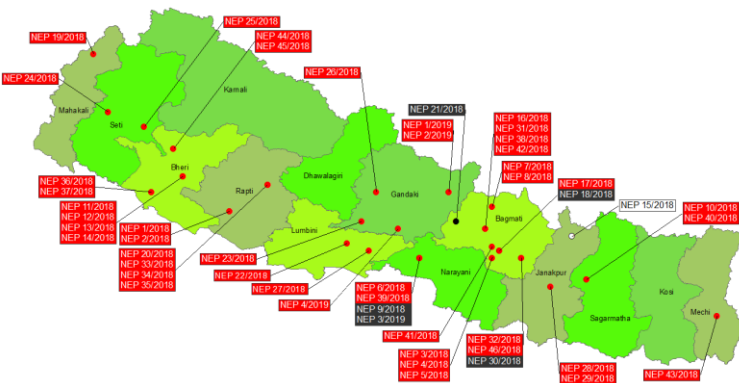 NEP 25/2018
NEP 19/2018
NEP 44/2018
NEP 45/2018
NEP 24/2018
NEP 26/2018
Karnali
Mahakali
Seti
NEP 21/2018
NEP 1/2019
NEP 2/2019
NEP 16/2018
NEP 31/2018
NEP 38/2018
NEP 42/2018
NEP 7/2018
NEP 8/2018
Bheri
Dhawalagiri
Gandaki
NEP 36/2018
NEP 37/2018
Rapti
NEP 17/2018
NEP 18/2018
NEP 15/2018
NEP 11/2018
NEP 12/2018
NEP 13/2018
NEP 14/2018
NEP 1/2018
NEP 2/2018
Lumbini
Bagmati
NEP 10/2018
NEP 40/2018
NEP 20/2018
NEP 33/2018
NEP 34/2018
NEP 35/2018
NEP 23/2018
NEP 22/2018
NEP 27/2018
NEP 4/2019
Narayani
Janakpur
Kosi
Mechi
Sagarmatha
NEP 6/2018
NEP 39/2018
NEP 9/2018
NEP 3/2019
NEP 41/2018
NEP 3/2018
NEP 4/2018
NEP 5/2018
NEP 32/2018
NEP 46/2018
NEP 30/2018
NEP 28/2018
NEP 29/2018
NEP 43/2018